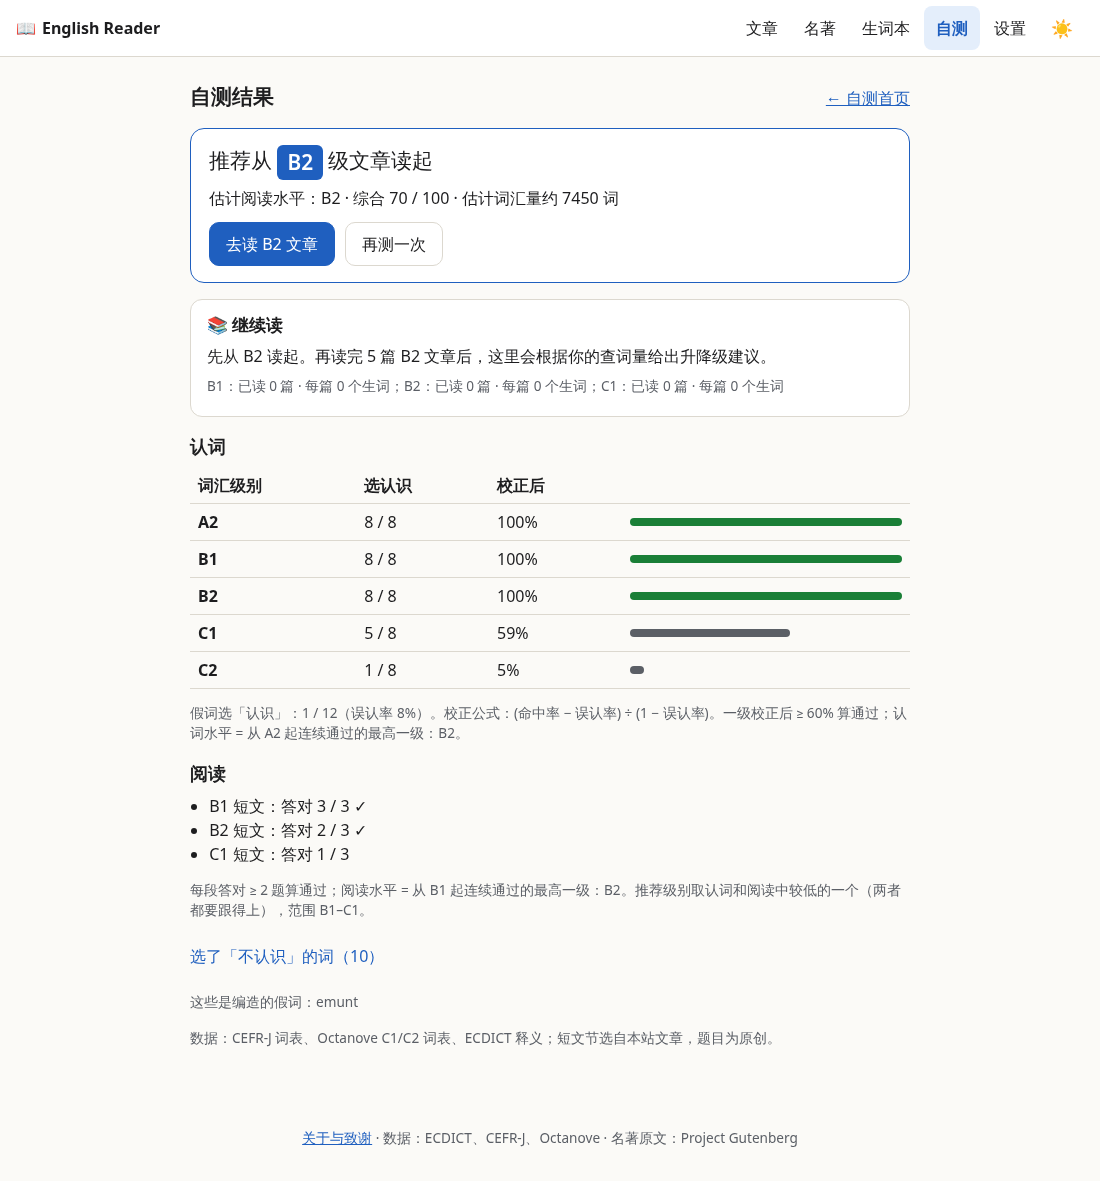 📖 English Reader
文章 名著 生词本 自测 设置 ☀️
自测结果
← 自测首页
推荐从 B2 级文章读起
估计阅读水平：B2 · 综合 70 / 100 · 估计词汇量约 7450 词
去读 B2 文章 再测一次
📚 继续读
先从 B2 读起。再读完 5 篇 B2 文章后，这里会根据你的查词量给出升降级建议。
B1：已读 0 篇 · 每篇 0 个生词；B2：已读 0 篇 · 每篇 0 个生词；C1：已读 0 篇 · 每篇 0 个生词
认词
词汇级别 选认识 校正后
A2 8 / 8 100%
B1 8 / 8 100%
B2 8 / 8 100%
C1 5 / 8 59%
C2 1 / 8 5%
假词选「认识」：1 / 12（误认率 8%）。校正公式：(命中率 − 误认率) ÷ (1 − 误认率)。一级校正后 ≥ 60% 算通过；认
词水平 = 从 A2 起连续通过的最高一级：B2。
阅读
• B1 短文：答对 3 / 3 ✓
• B2 短文：答对 2 / 3 ✓
• C1 短文：答对 1 / 3
每段答对 ≥ 2 题算通过；阅读水平 = 从 B1 起连续通过的最高一级：B2。推荐级别取认词和阅读中较低的一个（两者
都要跟得上），范围 B1–C1。
选了「不认识」的词（10）
这些是编造的假词：emunt
数据：CEFR-J 词表、Octanove C1/C2 词表、ECDICT 释义；短文节选自本站文章，题目为原创。
关于与致谢 · 数据：ECDICT、CEFR-J、Octanove · 名著原文：Project Gutenberg